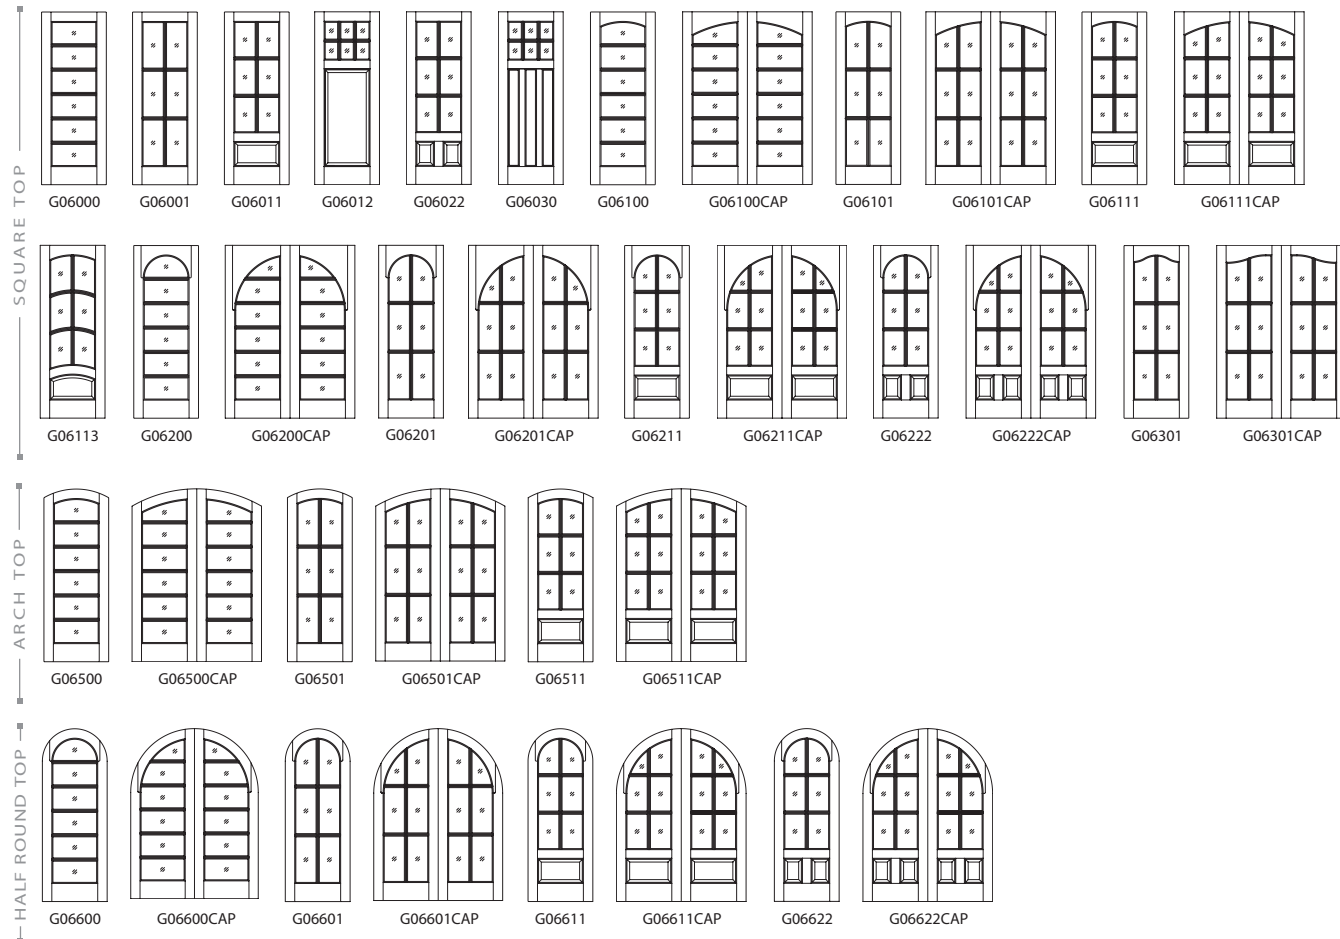 SQUARE TOP
G06000 G06001 G06011 G06012 G06022 G06030 G06100 G06100CAP G06101 G06101CAP G06111 G06111CAP
G06113 G06200 G06200CAP G06201 G06201CAP G06211 G06211CAP G06222 G06222CAP G06301 G06301CAP
ARCH TOP
G06500 G06500CAP G06501 G06501CAP G06511 G06511CAP
HALF ROUND TOP
G06600 G06600CAP G06601 G06601CAP G06611 G06611CAP G06622 G06622CAP